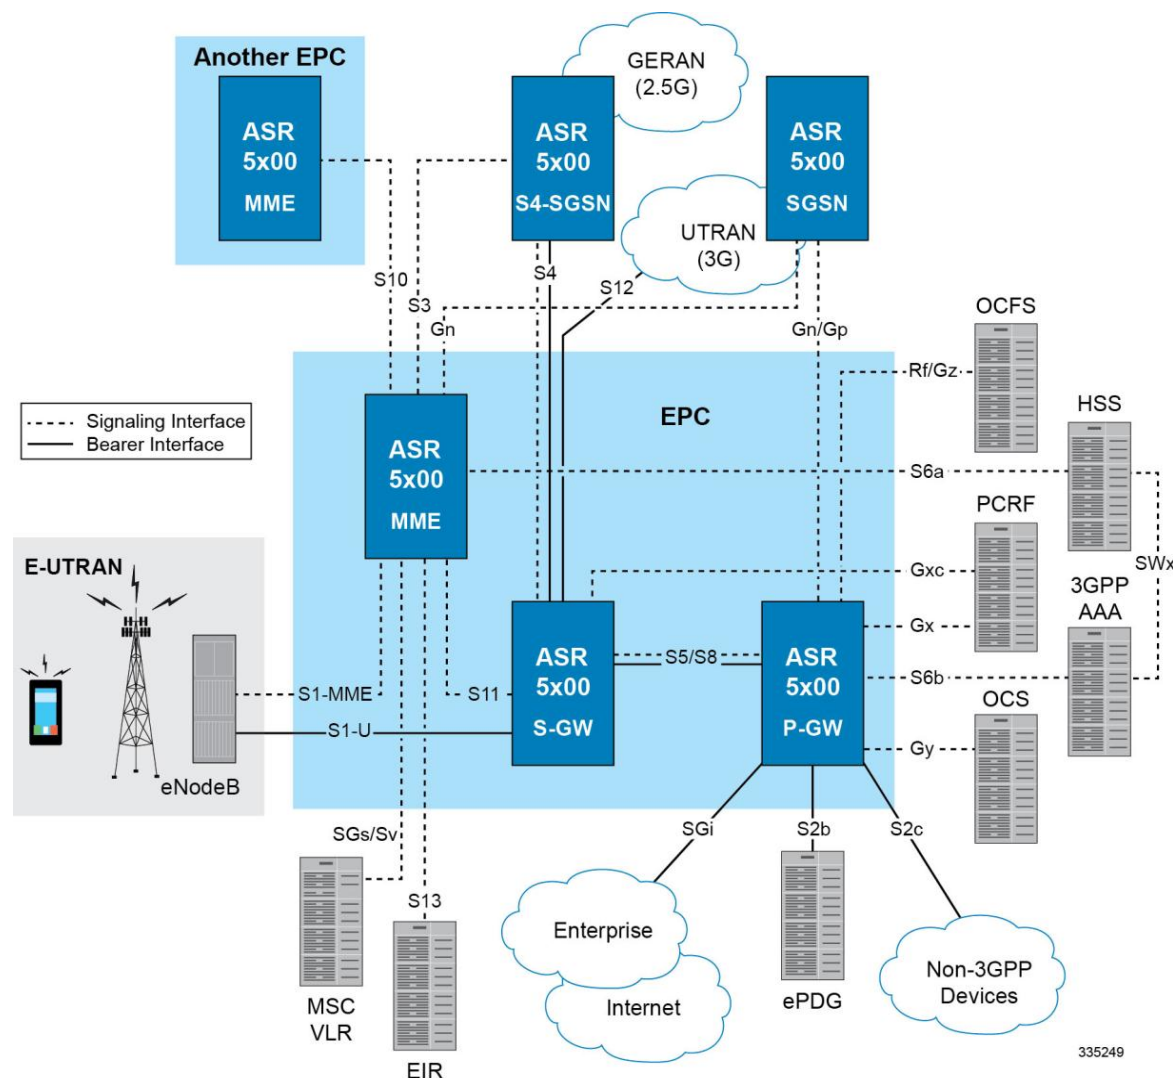 Another EPC
ASR
5x00
MME
GERAN
(2.5G)
ASR
5x00
S4-SGSN
ASR
5x00
SGSN
UTRAN
(3G)
S10
S3
Gn
S4
S12
Gn/Gp
OCFS
Rf/Gz
Signaling Interface
Bearer Interface
EPC
ASR
5x00
MME
HSS
S6a
PCRF
SWx
Gxc
Gx
3GPP
AAA
S6b
E-UTRAN
eNodeB
S1-MME
S11
S1-U
ASR
5x00
S-GW
S5/S8
ASR
5x00
P-GW
OCS
Gy
SGs/Sv
S13
SGi
S2b
S2c
MSC
VLR
EIR
Enterprise
Internet
ePDG
Non-3GPP
Devices
335249